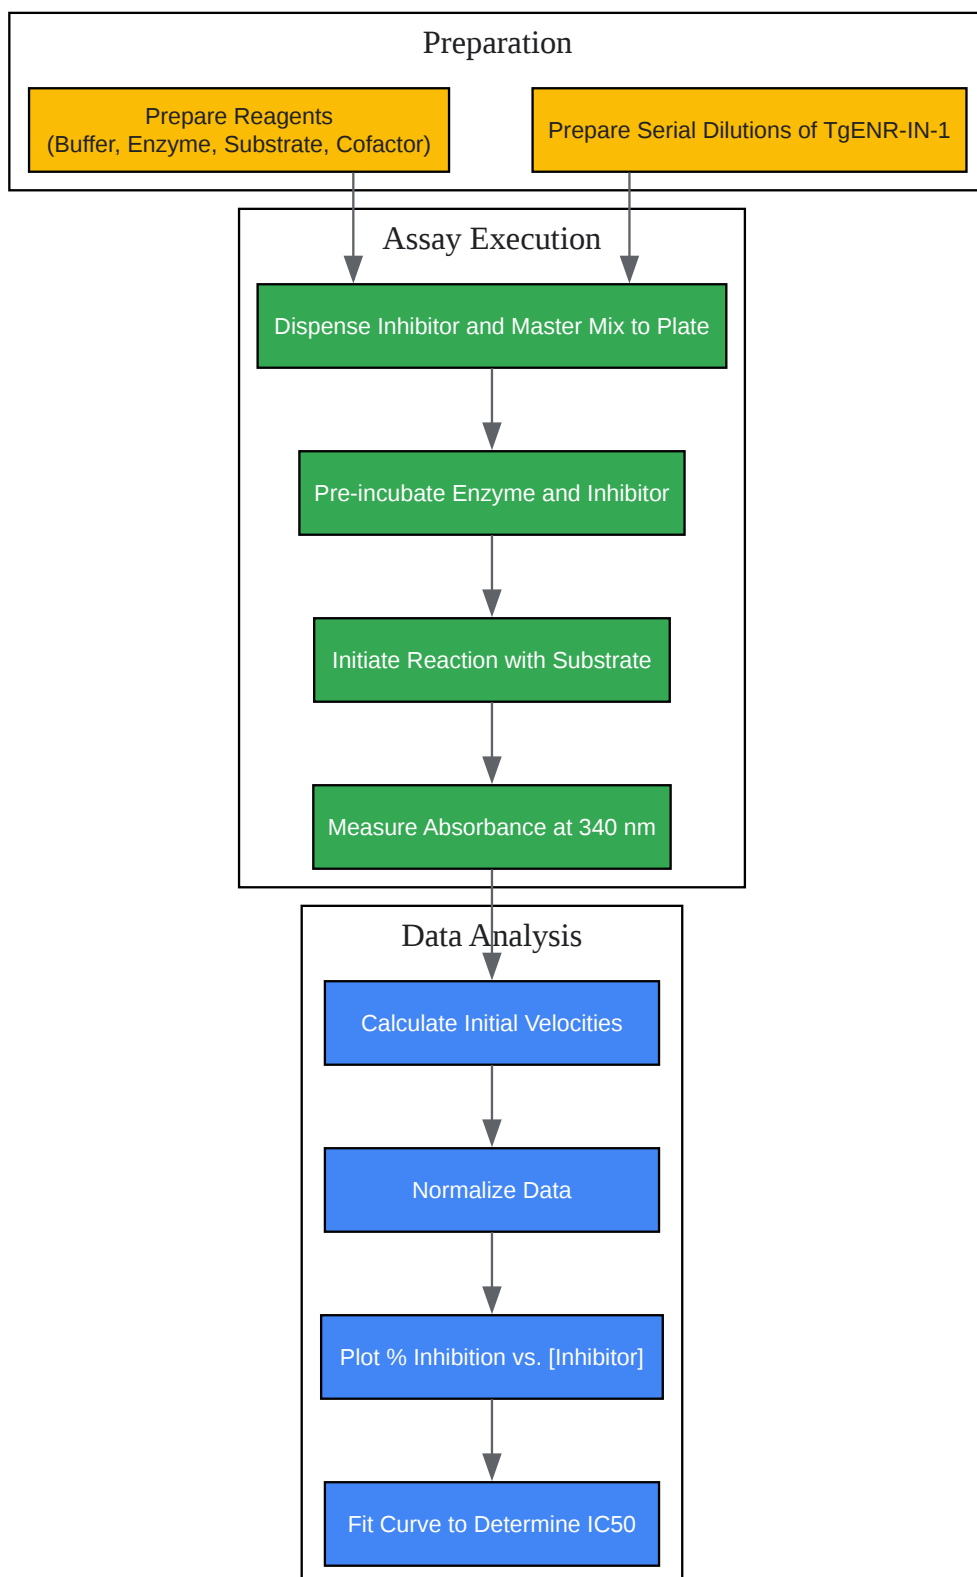 Preparation
Prepare Reagents
(Buffer, Enzyme, Substrate, Cofactor)
Prepare Serial Dilutions of TgENR-IN-1
Assay Execution
Dispense Inhibitor and Master Mix to Plate
Pre-incubate Enzyme and Inhibitor
Initiate Reaction with Substrate
Measure Absorbance at 340 nm
Data Analysis
Calculate Initial Velocities
Normalize Data
Plot % Inhibition vs. [Inhibitor]
Fit Curve to Determine IC50